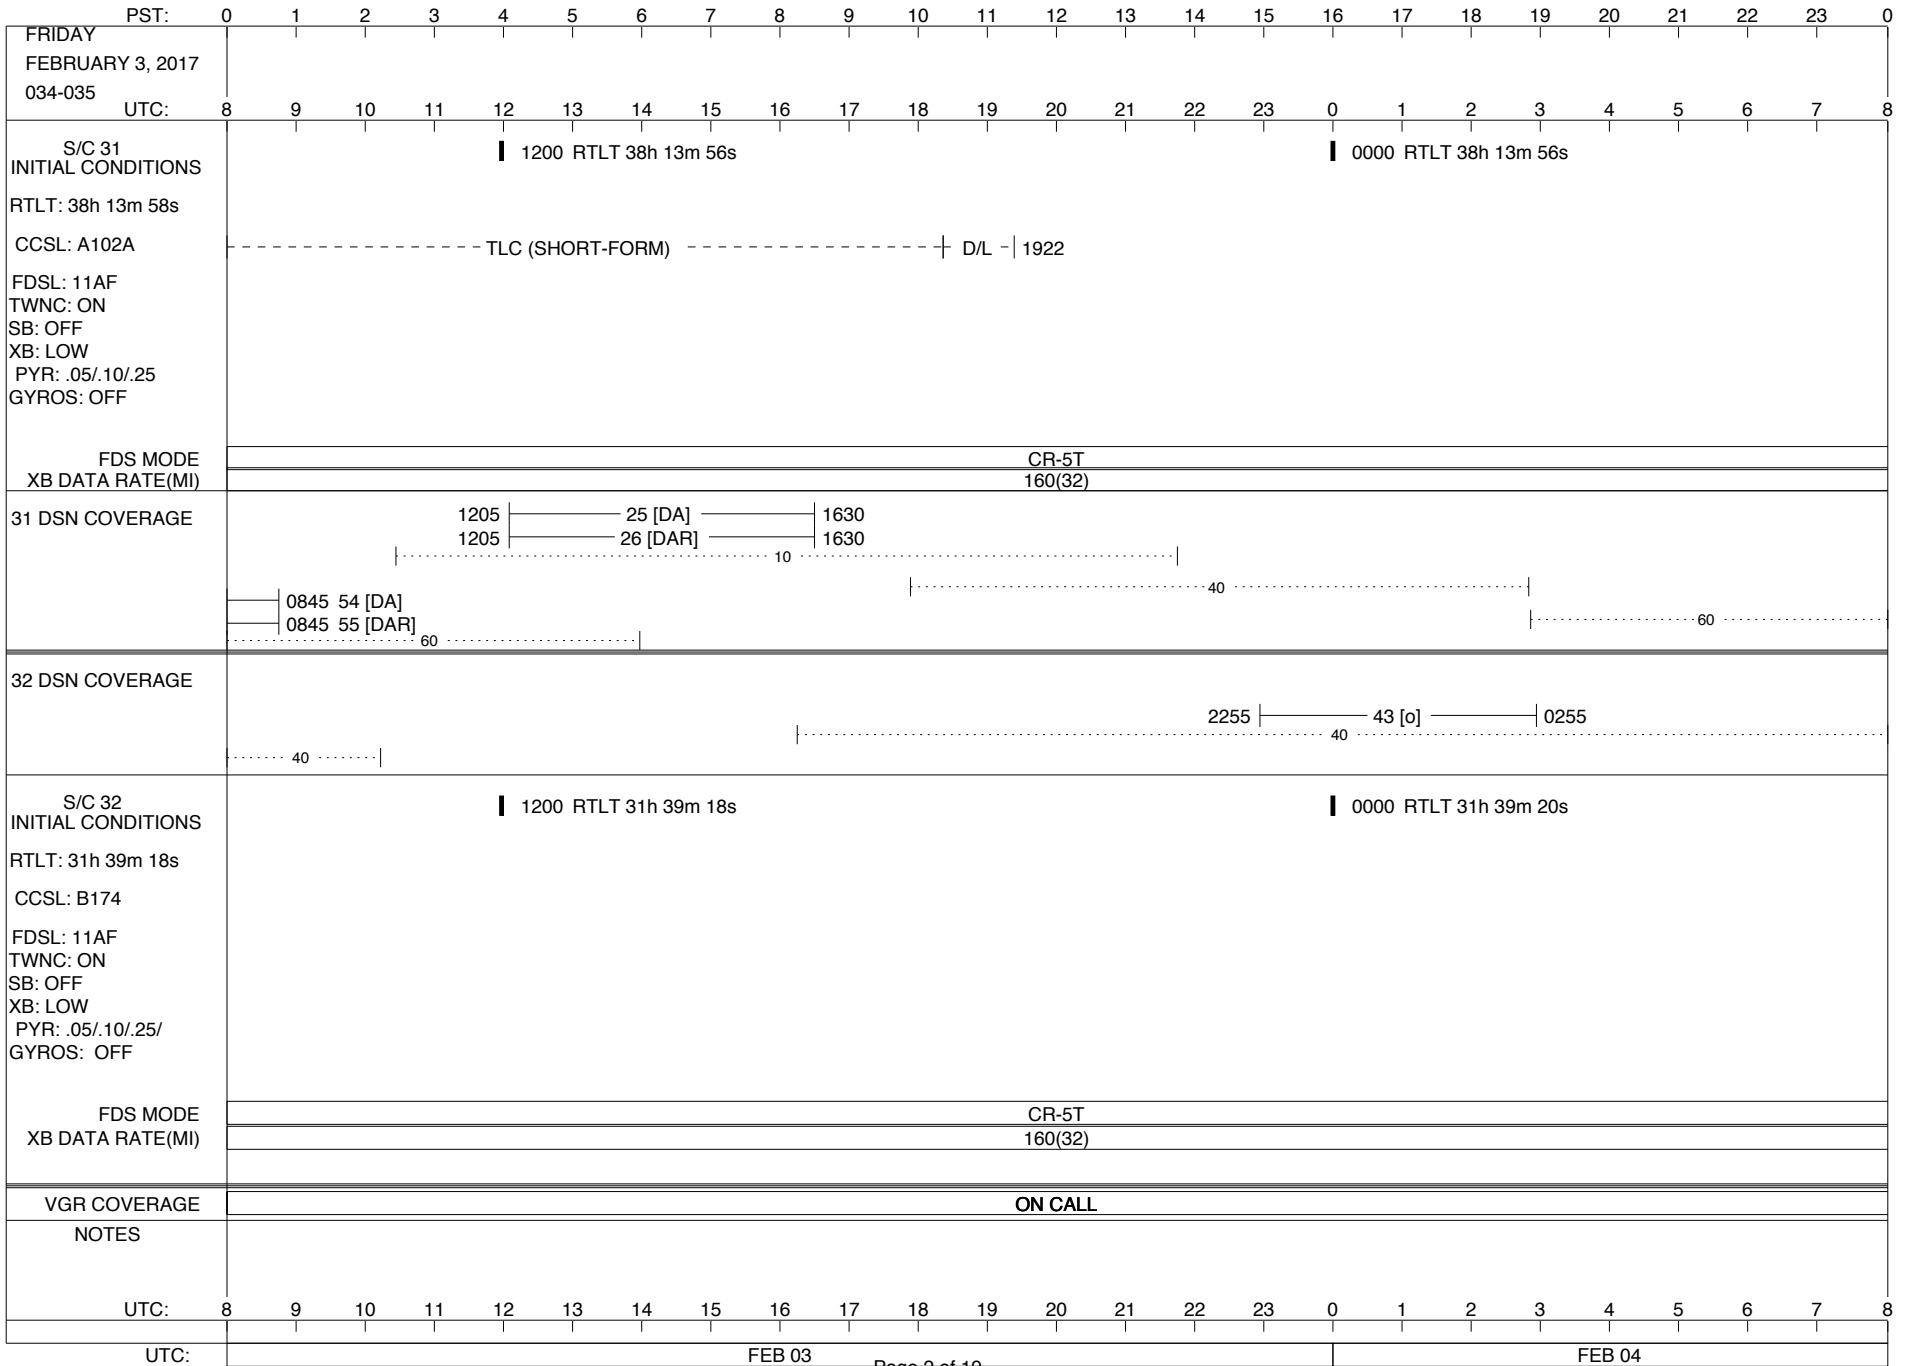 PST: 0 1 2 3 4 5 6 7 8 9 10 11 12 13 14 15 16 17 18 19 20 21 22 23 0
FRIDAY
FEBRUARY 3, 2017
034-035
UTC: 8 9 10 11 12 13 14 15 16 17 18 19 20 21 22 23 0 1 2 3 4 5 6 7 8
S/C 31
INITIAL CONDITIONS
1200 RTLT 38h 13m 56s
0000 RTLT 38h 13m 56s
RTLT: 38h 13m 58s
CCSL: A102A
TLC (SHORT-FORM) D/L 1922
FDSL: 11AF
TWNC: ON
SB: OFF
XB: LOW
PYR: .05/.10/.25
GYROS: OFF
FDS MODE CR-5T
XB DATA RATE(MI) 160(32)
31 DSN COVERAGE
1205 25 [DA] 1630
1205 26 [DAR] 1630
10
40
0845 54 [DA]
60
0845 55 [DAR]
60
32 DSN COVERAGE
2255 43 [o] 0255
40
40
S/C 32
INITIAL CONDITIONS
1200 RTLT 31h 39m 18s
0000 RTLT 31h 39m 20s
RTLT: 31h 39m 18s
CCSL: B174
FDSL: 11AF
TWNC: ON
SB: OFF
XB: LOW
PYR: .05/.10/.25/
GYROS: OFF
FDS MODE CR-5T
XB DATA RATE(MI) 160(32)
VGR COVERAGE ON CALL
NOTES
UTC: 8 9 10 11 12 13 14 15 16 17 18 19 20 21 22 23 0 1 2 3 4 5 6 7 8
UTC: FEB 03 FEB 04
Page 2 of 19